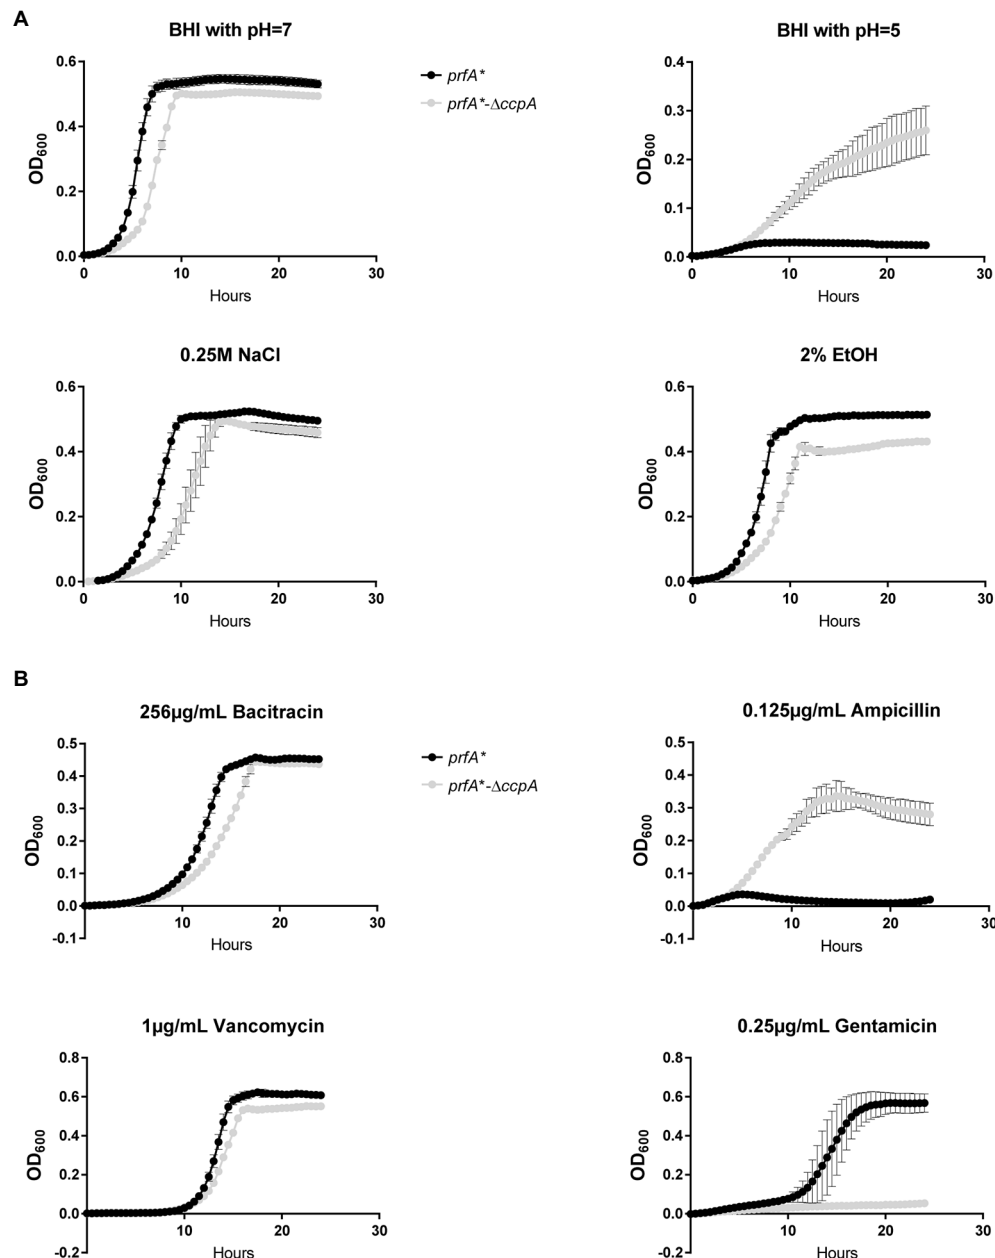 A
BHI with pH=7
0.6
0.4
0.2
0.0
0
10
20
30
OD600
Hours
prfA*
prfA*-ΔccpA
BHI with pH=5
0.4
0.3
0.2
0.1
0.0
0
10
20
30
OD600
Hours
0.25M NaCl
0.6
0.4
0.2
0.0
0
10
20
30
OD600
Hours
2% EtOH
0.6
0.4
0.2
0.0
0
10
20
30
OD600
Hours
B
256µg/mL Bacitracin
0.5
0.4
0.3
0.2
0.1
0.0
-0.1
10
20
30
OD600
Hours
prfA*
prfA*-ΔccpA
0.125µg/mL Ampicillin
0.5
0.4
0.3
0.2
0.1
0.0
-0.1
10
20
30
OD600
Hours
1µg/mL Vancomycin
0.8
0.6
0.4
0.2
0.0
-0.2
10
20
30
OD600
Hours
0.25µg/mL Gentamicin
0.8
0.6
0.4
0.2
0.0
-0.2
10
20
30
OD600
Hours